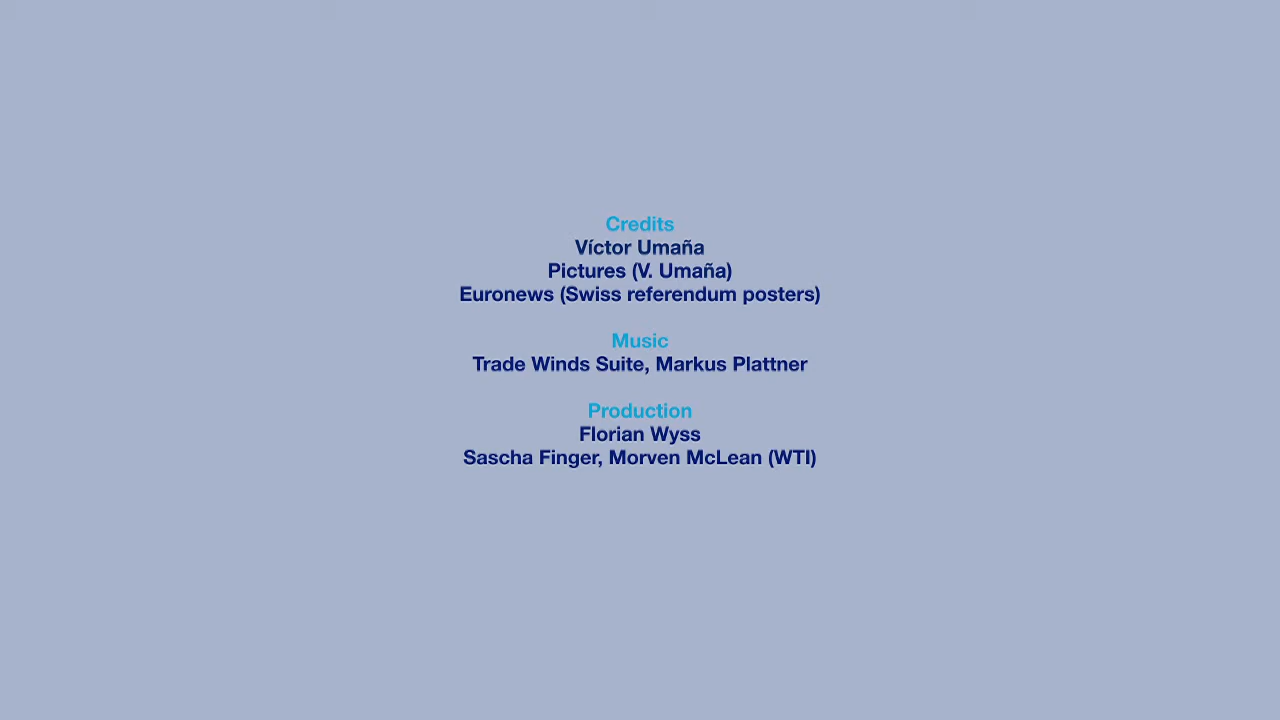 Credits
Víctor Umaña
Pictures (V. Umaña)
Euronews (Swiss referendum posters)
Music
Trade Winds Suite, Markus Plattner
Production
Florian Wyss
Sascha Finger, Morven McLean (WTI)